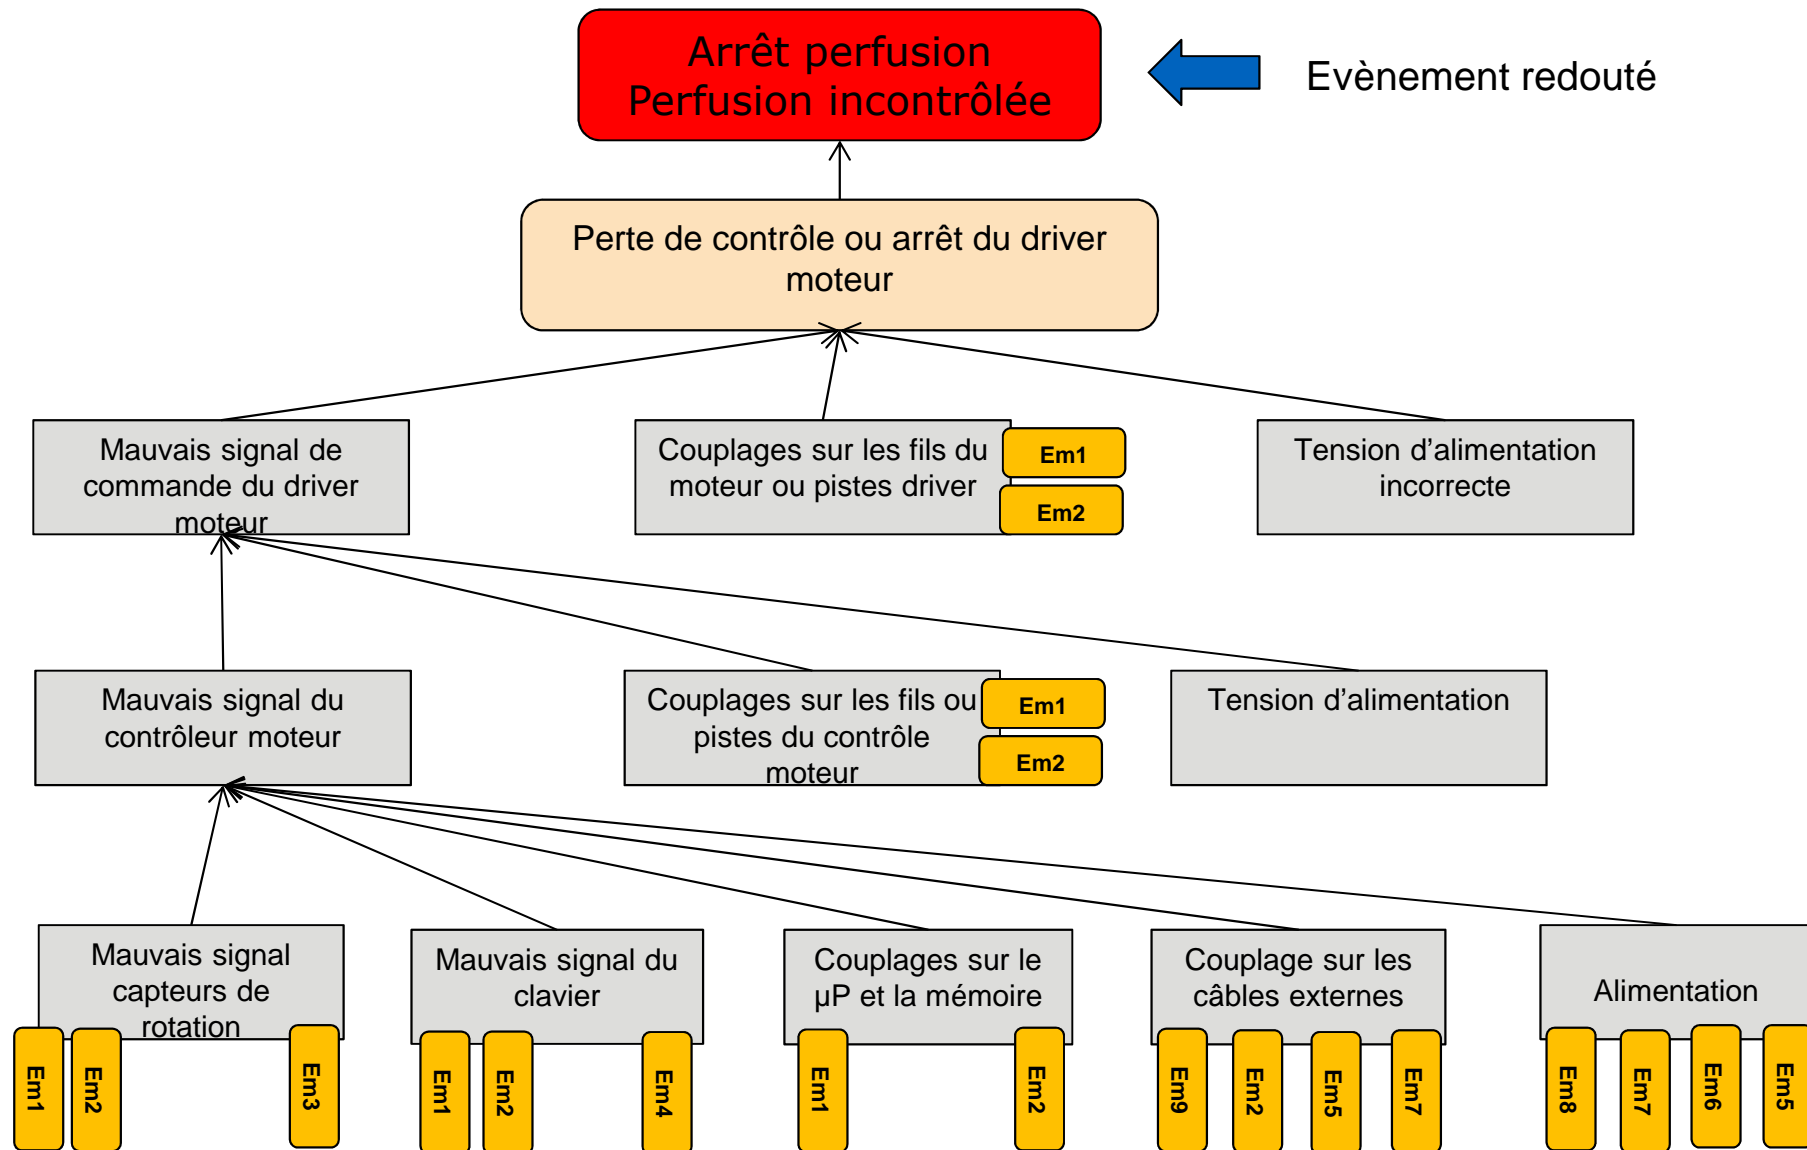 Arrêt perfusion
Perfusion incontrôlée
Evènement redouté
Perte de contrôle ou arrêt du driver
moteur
Mauvais signal de
commande du driver
moteur
Couplages sur les fils du
moteur ou pistes driver
Em1
Em2
Tension d’alimentation
incorrecte
Mauvais signal du
contrôleur moteur
Couplages sur les fils ou
pistes du contrôle
moteur
Em1
Em2
Tension d’alimentation
Mauvais signal
capteurs de
rotation
Em1
Em2
Em3
Mauvais signal du
clavier
Em1
Em2
Em4
Couplages sur le
µP et la mémoire
Em1
Em2
Couplage sur les
câbles externes
Em9
Em2
Em5
Em7
Alimentation
Em8
Em7
Em6
Em5